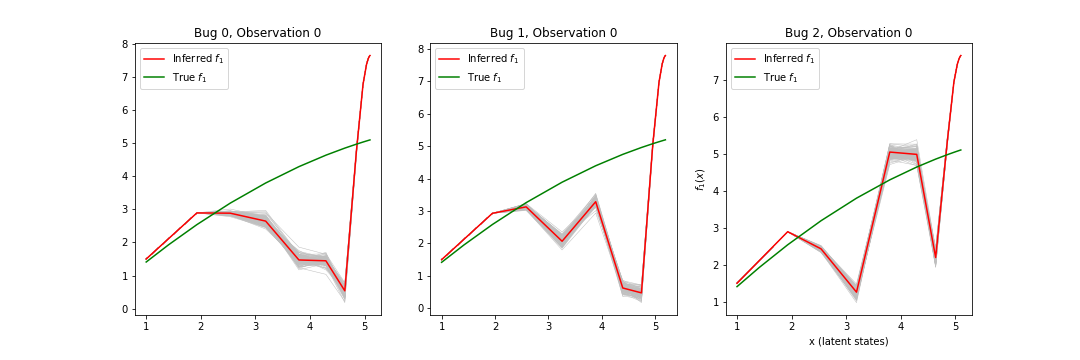 Bug 0, Observation 0
Inferred f₁
True f₁
8
7
6
5
4
3
2
1
0
1 2 3 4 5
Bug 1, Observation 0
Inferred f₁
True f₁
8
7
6
5
4
3
2
1
0
1 2 3 4 5
Bug 2, Observation 0
Inferred f₁
True f₁
f₁(x)
7
6
5
4
3
2
1
1 2 3 4 5
x (latent states)